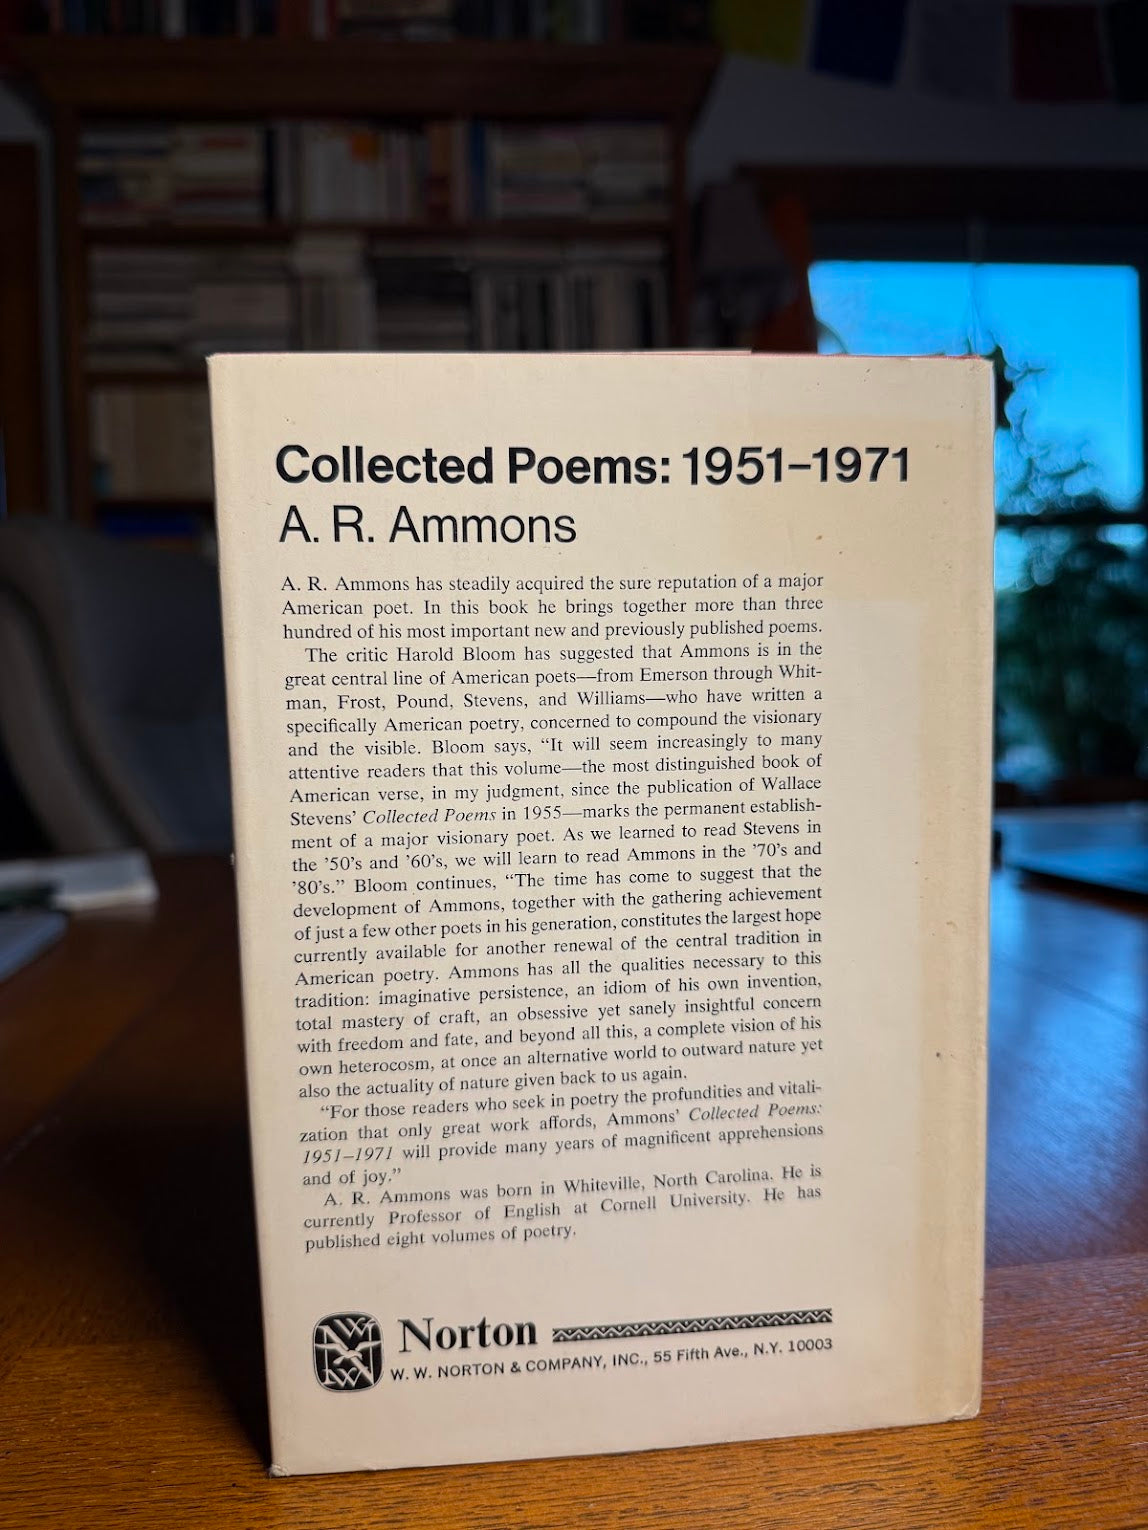 Collected Poems: 1951–1971
A. R. Ammons
A. R. Ammons has steadily acquired the sure reputation of a major
American poet. In this book he brings together more than three
hundred of his most important new and previously published poems.
The critic Harold Bloom has suggested that Ammons is in the
great central line of American poets—from Emerson through Whit-
man, Frost, Pound, Stevens, and Williams—who have written a
specifically American poetry, concerned to compound the visionary
and the visible. Bloom says, “It will seem increasingly to many
attentive readers that this volume—the most distinguished book of
American verse, in my judgment, since the publication of Wallace
Stevens’ Collected Poems in 1955—marks the permanent establish-
ment of a major visionary poet. As we learned to read Stevens in
the ’50’s and ’60’s, we will learn to read Ammons in the ’70’s and
’80’s.” Bloom continues, “The time has come to suggest that the
development of Ammons, together with the gathering achievement
of just a few other poets in his generation, constitutes the largest hope
currently available for another renewal of the central tradition in
American poetry. Ammons has all the qualities necessary to this
tradition: imaginative persistence, an idiom of his own invention,
total mastery of craft, an obsessive yet sanely insightful concern
with freedom and fate, and beyond all this, a complete vision of his
own heterocosm, at once an alternative world to outward nature yet
also the actuality of nature given back to us again.
“For those readers who seek in poetry the profundities and vitali-
zation that only great work affords, Ammons’ Collected Poems:
1951–1971 will provide many years of magnificent apprehensions
and of joy.”
A. R. Ammons was born in Whiteville, North Carolina. He is
currently Professor of English at Cornell University. He has
published eight volumes of poetry.
Norton
W. W. NORTON & COMPANY, INC., 55 Fifth Ave., N.Y. 10003